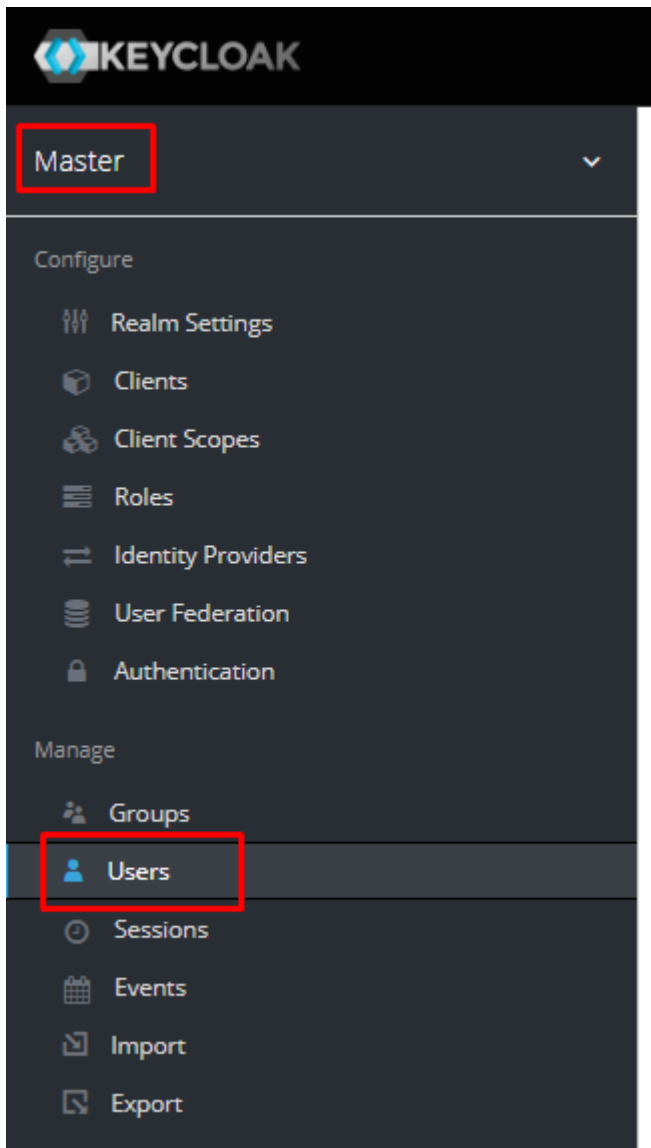 KEYCLOAK
Master
Configure
Realm Settings
Clients
Client Scopes
Roles
Identity Providers
User Federation
Authentication
Manage
Groups
Users
Sessions
Events
Import
Export